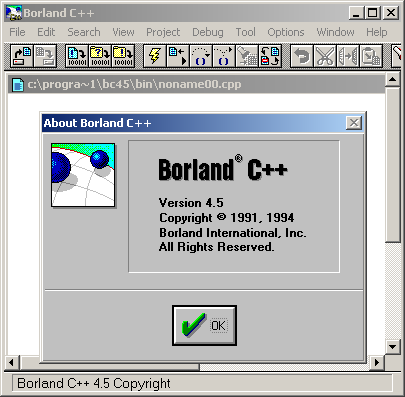 Borland C++
File Edit Search View Project Debug Tool Options Window Help
c:\progra~1\bc45\bin\noname00.cpp
About Borland C++
Borland® C++
Version 4.5
Copyright © 1991, 1994
Borland International, Inc.
All Rights Reserved.
OK
Borland C++ 4.5 Copyright